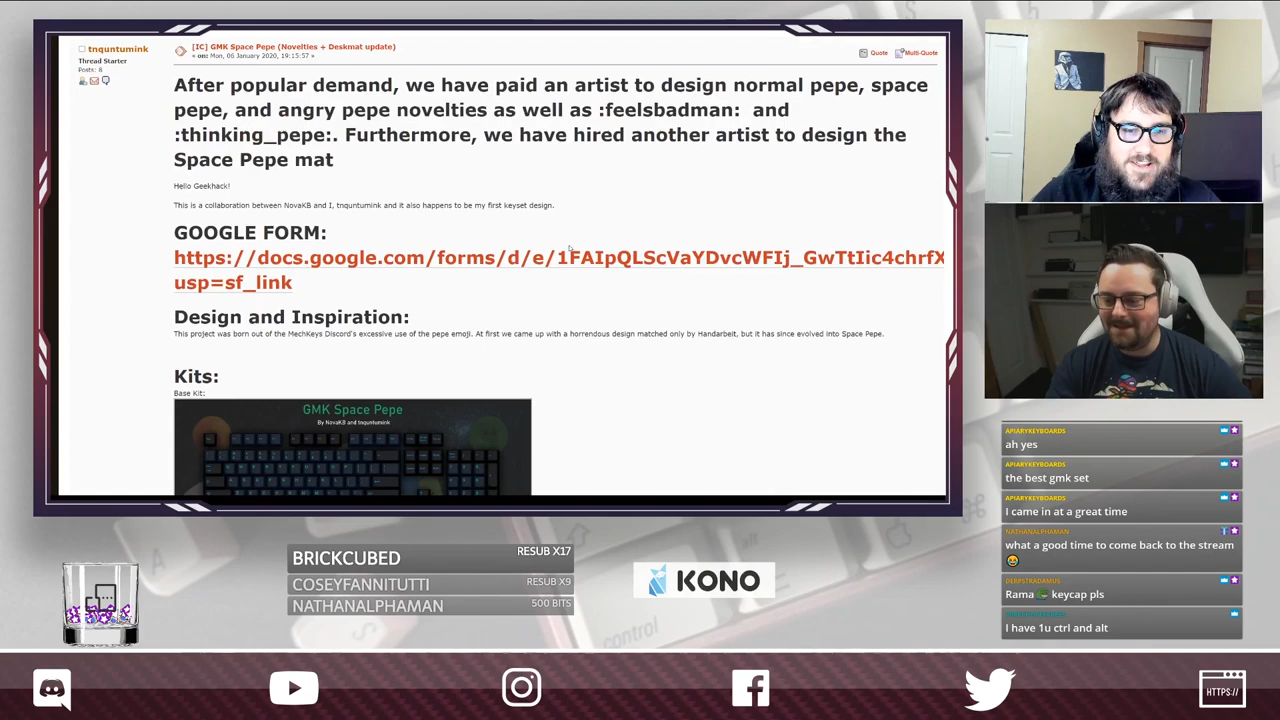 tnquntumink
Thread Starter
Posts: 8
[IC] GMK Space Pepe (Novelties + Deskmat update)
« on: Mon, 06 January 2020, 19:15:57 »
Quote
Multi-Quote
After popular demand, we have paid an artist to design normal pepe, space
pepe, and angry pepe novelties as well as :feelsbadman: and
:thinking_pepe:. Furthermore, we have hired another artist to design the
Space Pepe mat
Hello Geekhack!
This is a collaboration between NovaKB and I, tnquntumink and it also happens to be my first keyset design.
GOOGLE FORM:
https://docs.google.com/forms/d/e/1FAIpQLScVaYDvcWFIj_GwTtIic4chrfX
usp=sf_link
Design and Inspiration:
This project was born out of the MechKeys Discord's excessive use of the pepe emoji. At first we came up with a horrendous design matched only by Handarbeit, but it has since evolved into Space Pepe.
Kits:
Base Kit:
GMK Space Pepe
By NovaKB and tnquntumink
APIARYKEYBOARDS
ah yes
APIARYKEYBOARDS
the best gmk set
APIARYKEYBOARDS
I came in at a great time
NATHANALPHAMAN
what a good time to come back to the stream
DERPSTRADAMUS
Rama keycap pls
I have 1u ctrl and alt
BRICKCUBED RESUB X17
COSEYFANNITUTTI RESUB X9
NATHANALPHAMAN 500 BITS
KONO
control
HTTPS://